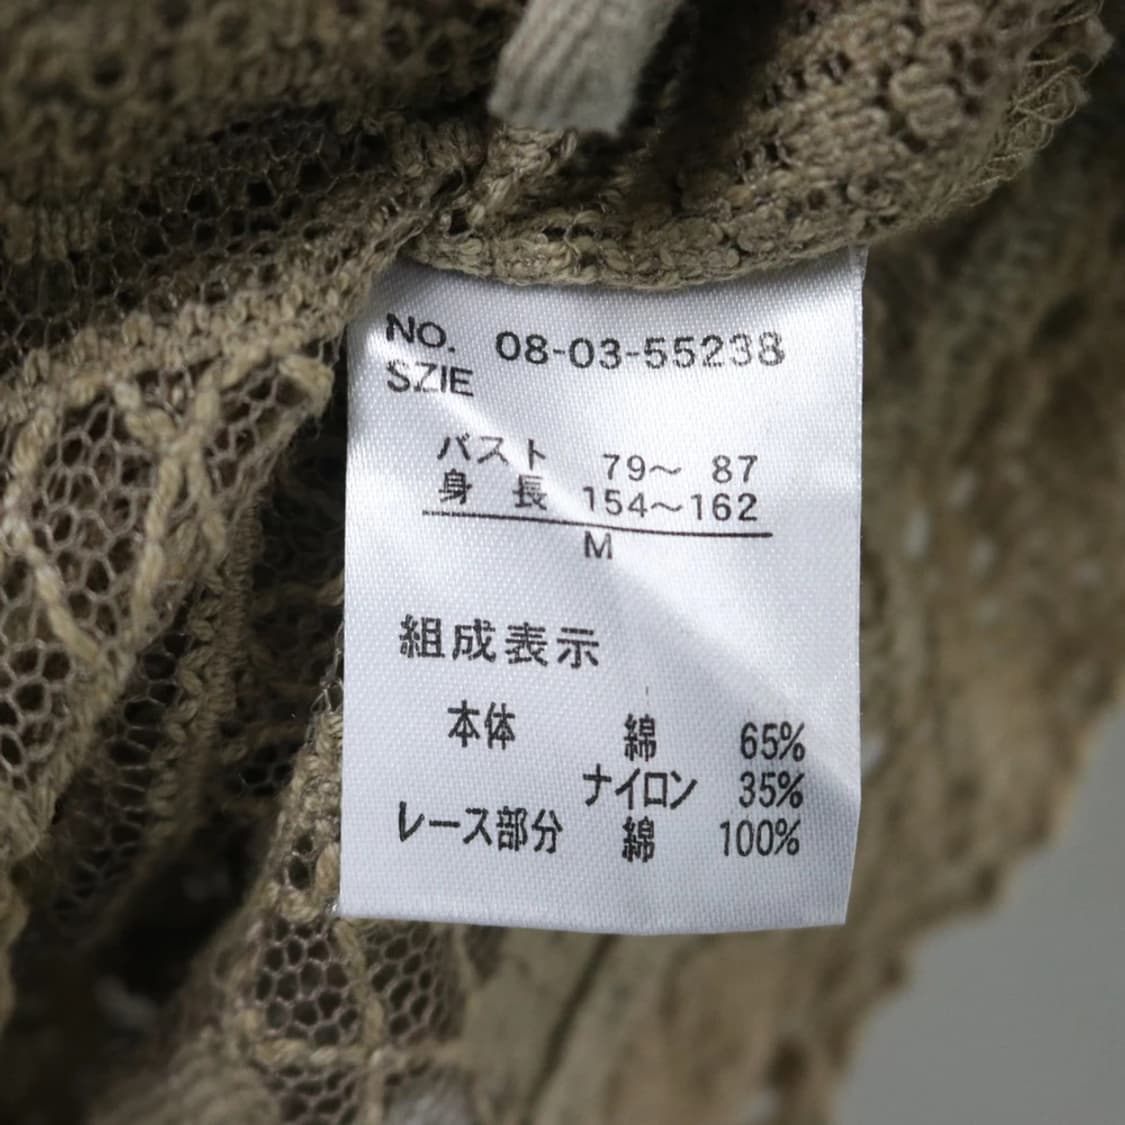 NO. 08-03-55238
SZIE
バスト 79～ 87
身 長 154～162
M
組成表示
本体 綿 65%
ナイロン 35%
レース部分 綿 100%